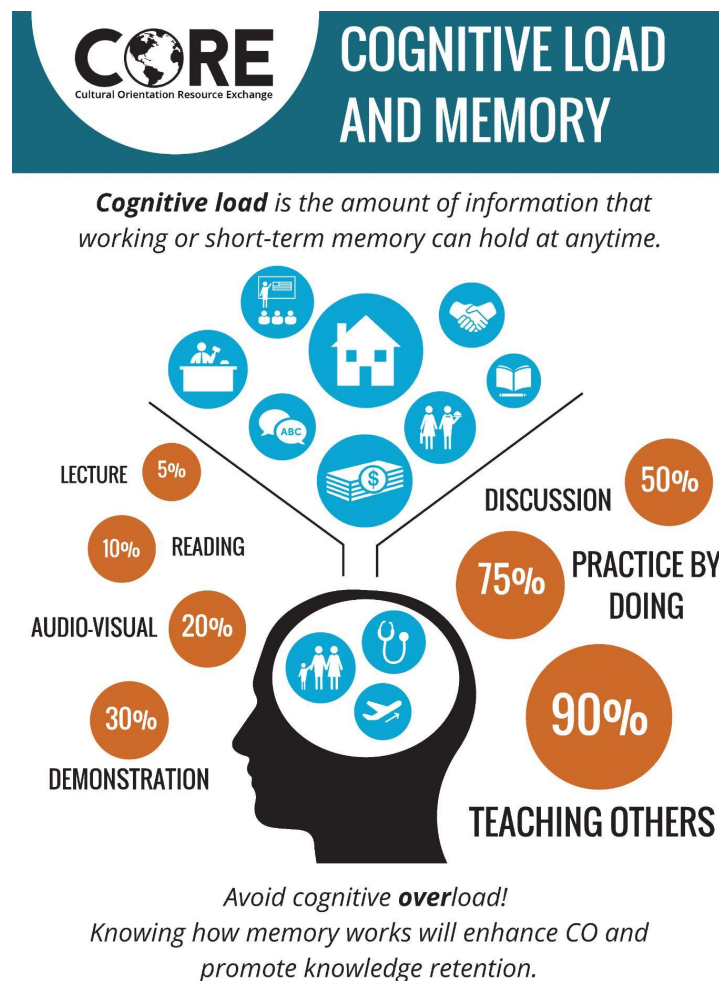 CORE
Cultural Orientation Resource Exchange
COGNITIVE LOAD
AND MEMORY
Cognitive load is the amount of information that
working or short-term memory can hold at anytime.
ABC
$
LECTURE 5%
10% READING
AUDIO-VISUAL 20%
30%
DEMONSTRATION
DISCUSSION 50%
75% PRACTICE BY
DOING
90%
TEACHING OTHERS
Avoid cognitive overload!
Knowing how memory works will enhance CO and
promote knowledge retention.